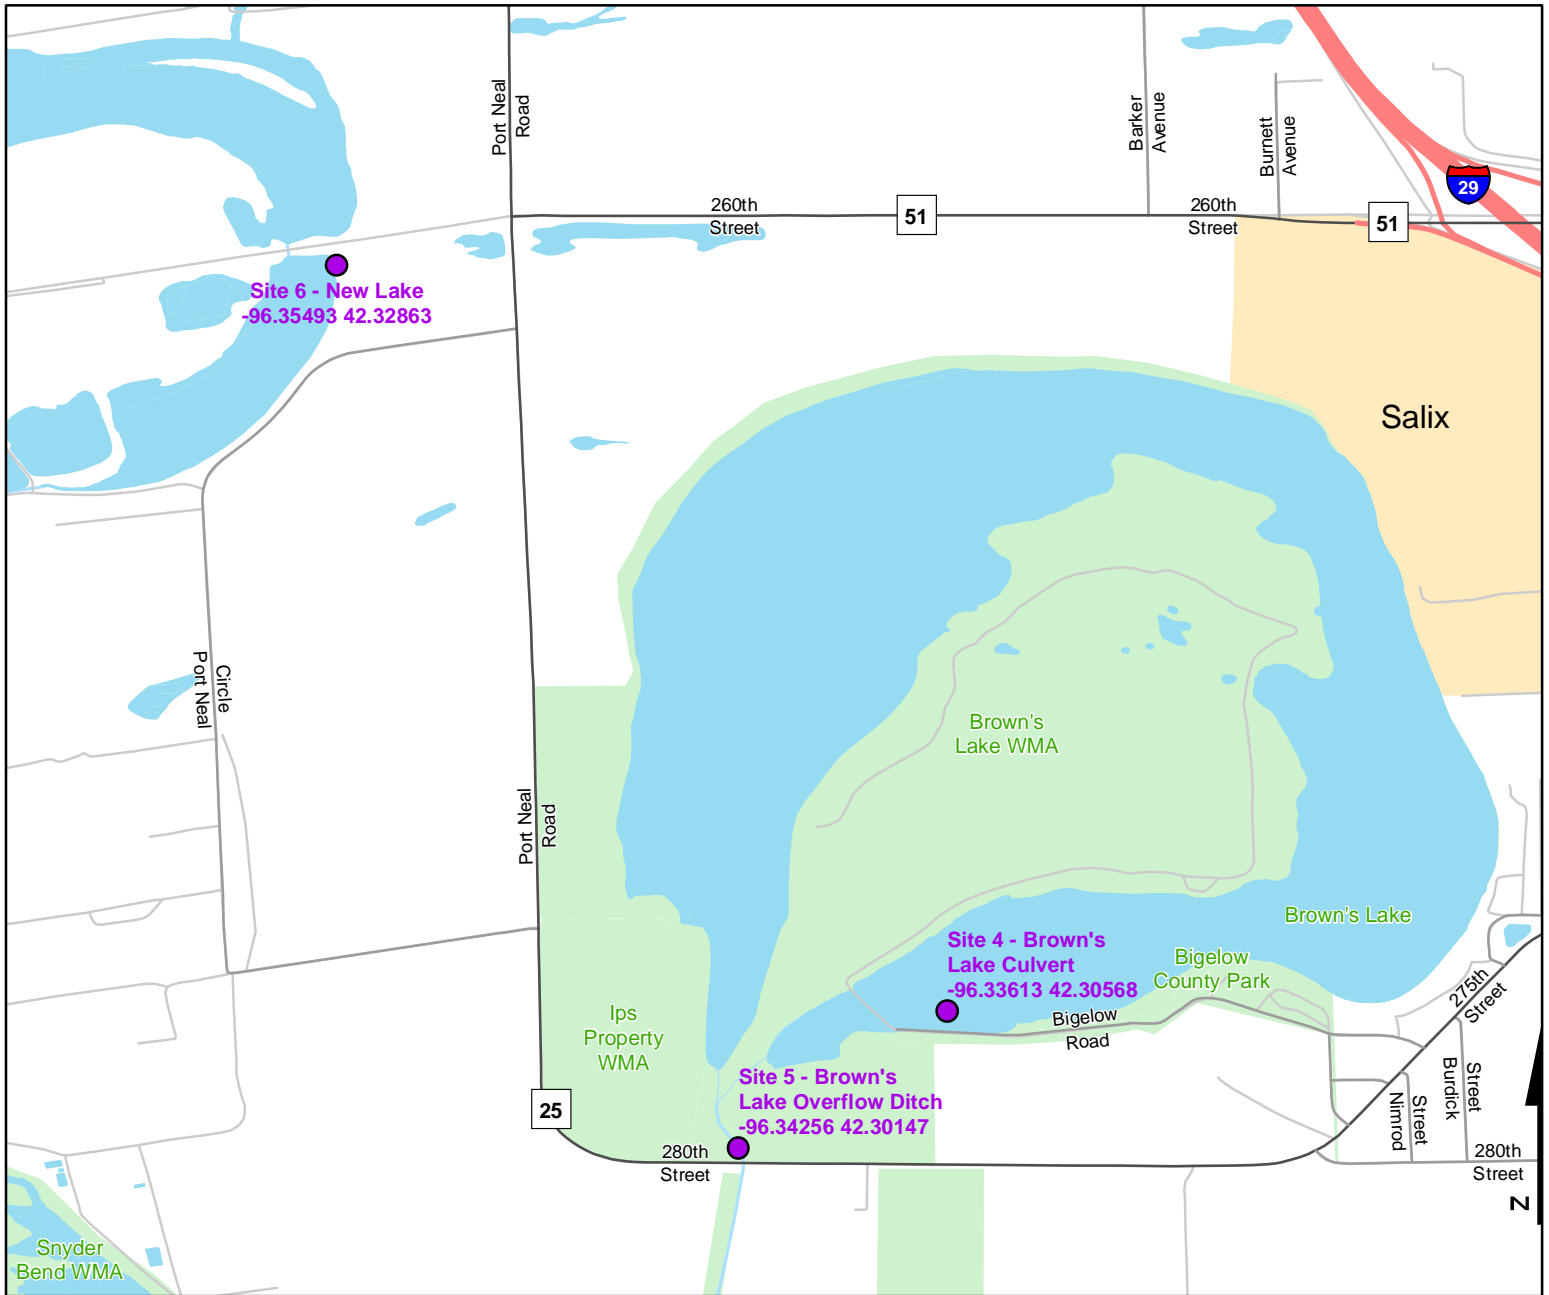 Port Neal
Road
Barker
Avenue
Burnett
Avenue
29
260th
Street
51
260th
Street
51
Site 6 - New Lake
-96.35493 42.32863
Salix
Port Neal
Circle
Brown's
Lake WMA
Port Neal
Road
Brown's Lake
Site 4 - Brown's
Lake Culvert
-96.33613 42.30568
Bigelow
County Park
Bigelow
Road
275th
Street
Ips
Property
WMA
Site 5 - Brown's
Lake Overflow Ditch
-96.34256 42.30147
25
Nimrod
Street
Burdick
Street
280th
Street
280th
Street
N
Snyder
Bend WMA